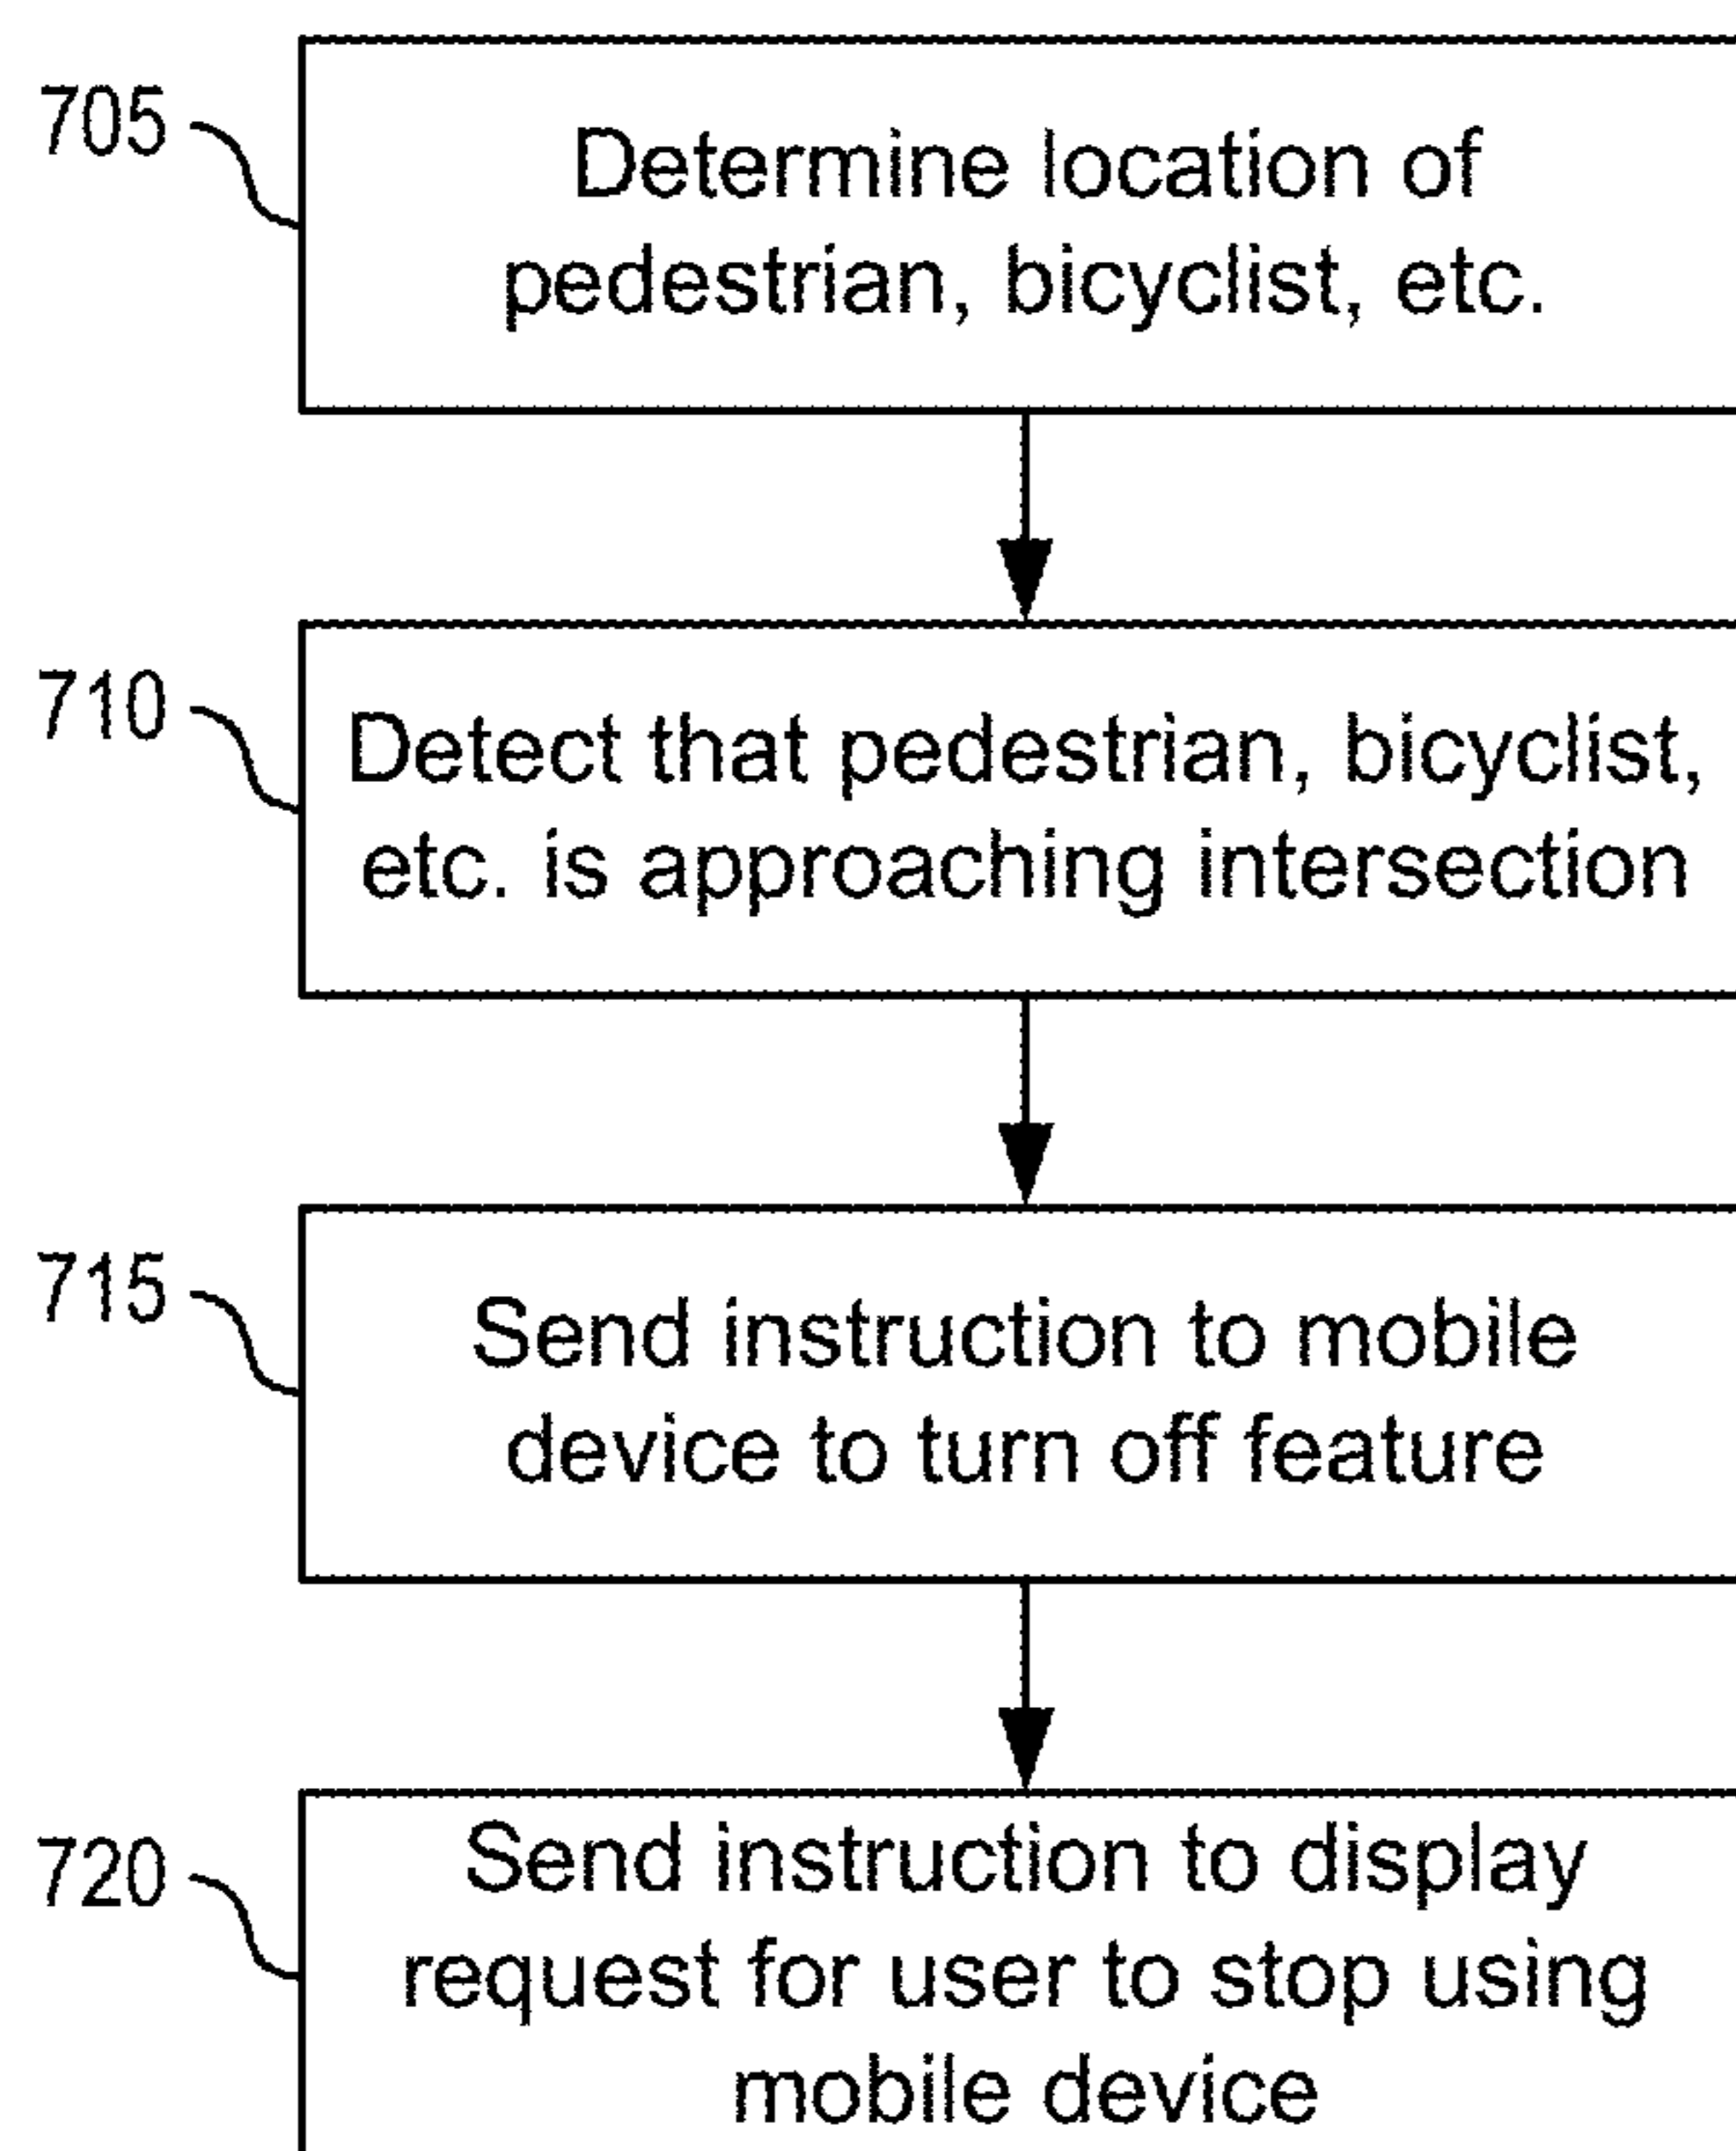 705
Determine location of
pedestrian, bicyclist, etc.
710
Detect that pedestrian, bicyclist,
etc. is approaching intersection
715
Send instruction to mobile
device to turn off feature
720
Send instruction to display
request for user to stop using
mobile device